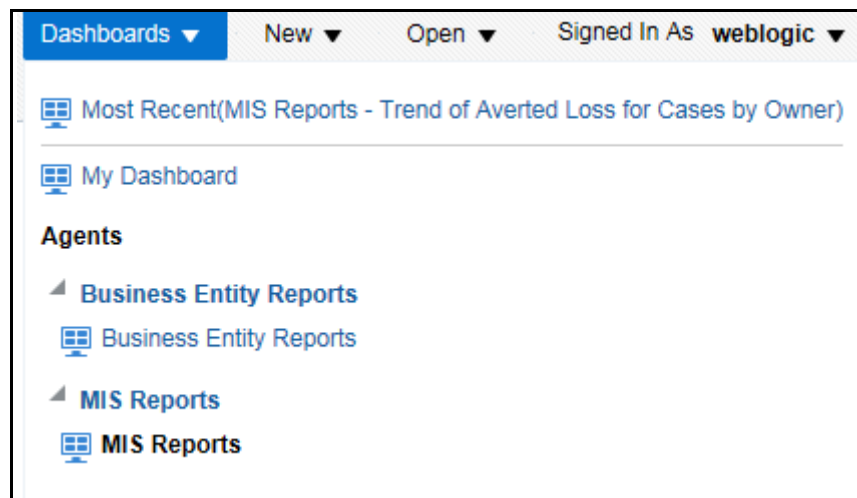 Dashboards New Open Signed In As weblogic
Most Recent(MIS Reports - Trend of Averted Loss for Cases by Owner)
My Dashboard
Agents
Business Entity Reports
Business Entity Reports
MIS Reports
MIS Reports